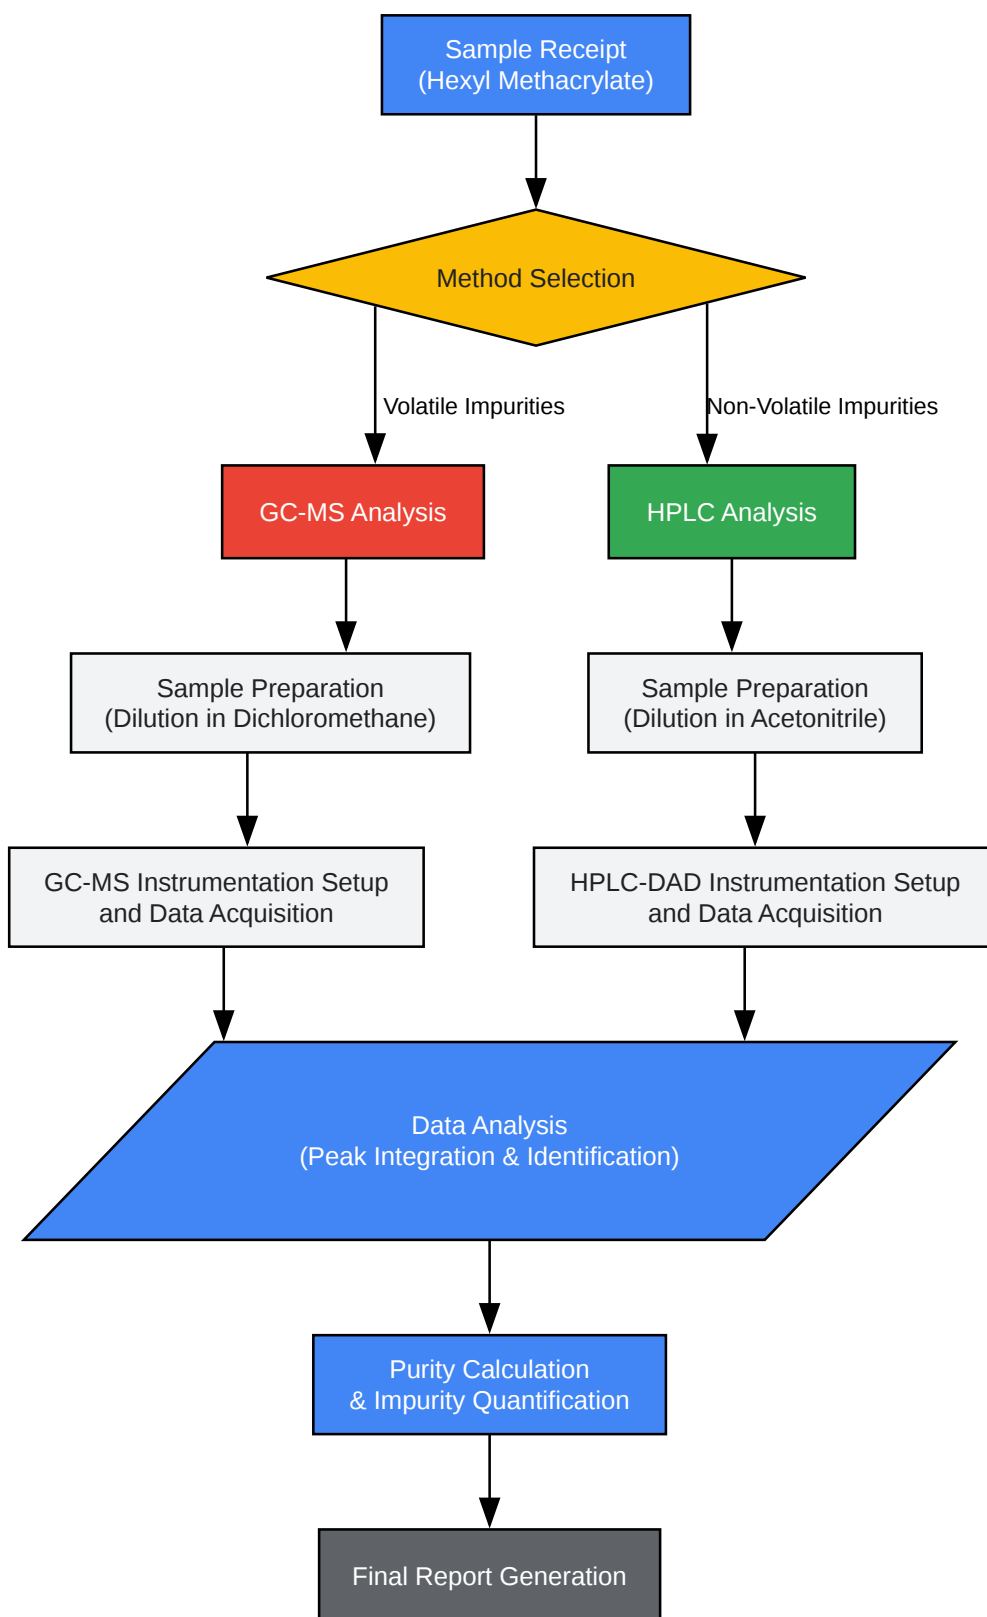 Sample Receipt
(Hexyl Methacrylate)
Method Selection
Volatile Impurities
Non-Volatile Impurities
GC-MS Analysis
HPLC Analysis
Sample Preparation
(Dilution in Dichloromethane)
Sample Preparation
(Dilution in Acetonitrile)
GC-MS Instrumentation Setup
and Data Acquisition
HPLC-DAD Instrumentation Setup
and Data Acquisition
Data Analysis
(Peak Integration & Identification)
Purity Calculation
& Impurity Quantification
Final Report Generation